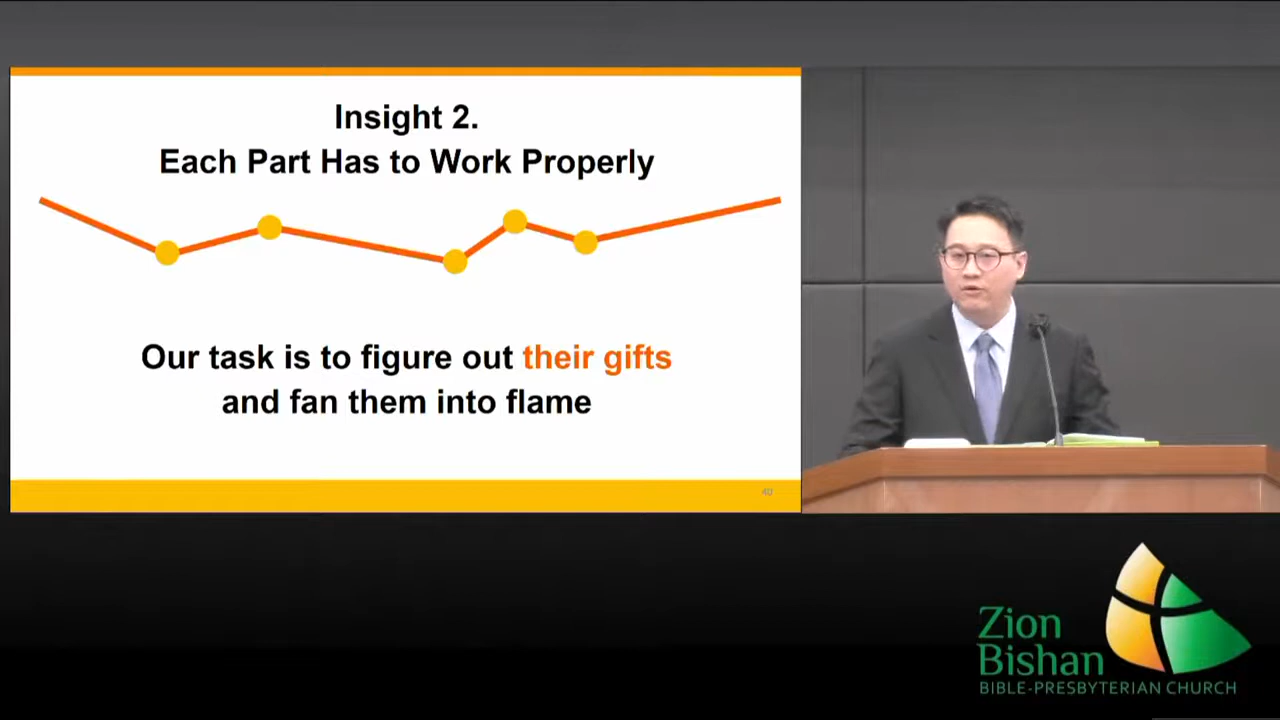 Insight 2.
Each Part Has to Work Properly
Our task is to figure out their gifts
and fan them into flame
40
Zion
Bishan
BIBLE-PRESBYTERIAN CHURCH